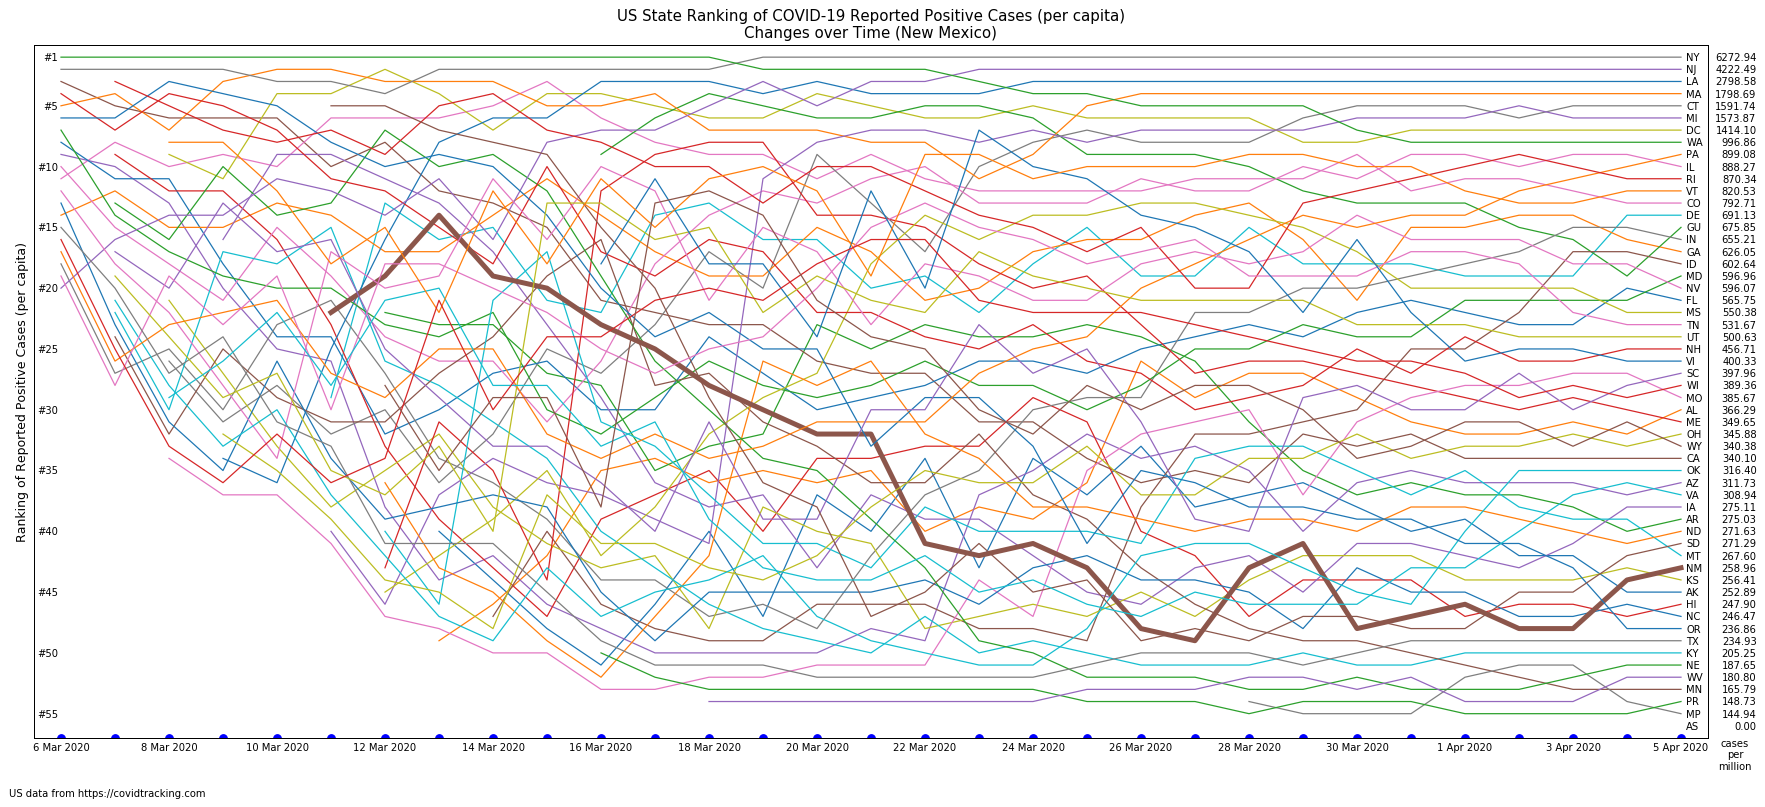 US State Ranking of COVID-19 Reported Positive Cases (per capita)
Changes over Time (New Mexico)
Ranking of Reported Positive Cases (per capita)
#1
#5
#10
#15
#20
#25
#30
#35
#40
#45
#50
#55
NY 6272.94
NJ 4222.49
LA 2798.58
MA 1798.69
CT 1591.74
MI 1573.87
DC 1414.10
WA 996.86
PA 899.08
IL 888.27
RI 870.34
VT 820.53
CO 792.71
DE 691.13
GU 675.85
IN 655.21
GA 626.05
ID 602.64
MD 596.96
NV 596.07
FL 565.75
MS 550.38
TN 531.67
UT 500.63
NH 456.71
VI 400.33
SC 397.96
WI 389.36
MO 385.67
AL 366.29
ME 349.65
OH 345.88
WY 340.38
CA 340.10
OK 316.40
AZ 311.73
VA 308.94
IA 275.11
AR 275.03
ND 271.63
SD 271.29
MT 267.60
NM 258.96
KS 256.41
AK 252.89
HI 247.90
NC 246.47
OR 236.86
TX 234.93
KY 205.25
NE 187.65
WV 180.80
MN 165.79
PR 148.73
MP 144.94
AS 0.00
6 Mar 2020 8 Mar 2020 10 Mar 2020 12 Mar 2020 14 Mar 2020 16 Mar 2020 18 Mar 2020 20 Mar 2020 22 Mar 2020 24 Mar 2020 26 Mar 2020 28 Mar 2020 30 Mar 2020 1 Apr 2020 3 Apr 2020 5 Apr 2020
cases
per
million
US data from https://covidtracking.com